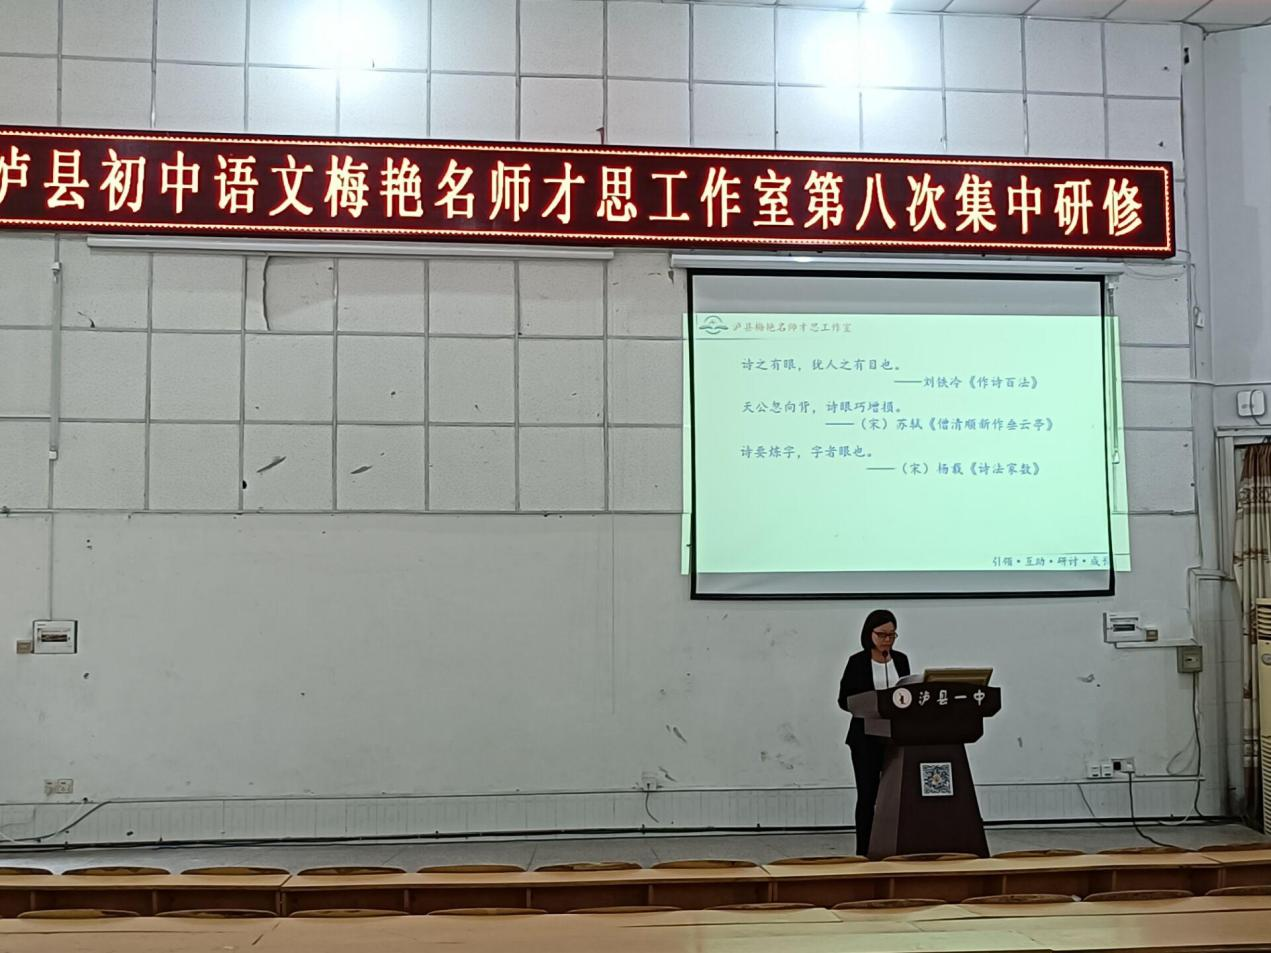 泸县初中语文梅艳名师才思工作室第八次集中研修
泸县梅艳名师才思工作室
诗之有眼，犹人之有目也。
——刘铁冷《作诗百法》
天公忽向背，诗眼巧增损。
——（宋）苏轼《僧清顺新作垂云亭》
诗要炼字，字者眼也。
——（宋）杨载《诗法家数》
引领·互助·研讨·成长
泸县一中